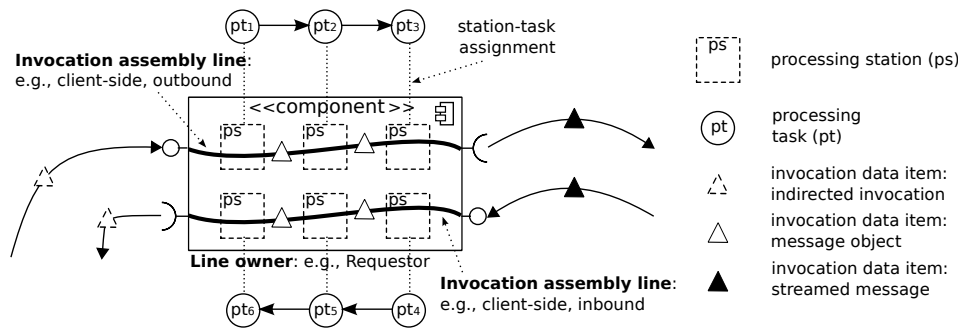 pt1
pt2
pt3
station-task
assignment
Invocation assembly line:
e.g., client-side, outbound
<<component>>
ps
ps
ps
ps
ps
ps
Line owner: e.g., Requestor
Invocation assembly line:
e.g., client-side, inbound
pt6
pt5
pt4
ps
processing station (ps)
pt
processing
task (pt)
invocation data item:
indirected invocation
invocation data item:
message object
invocation data item:
streamed message